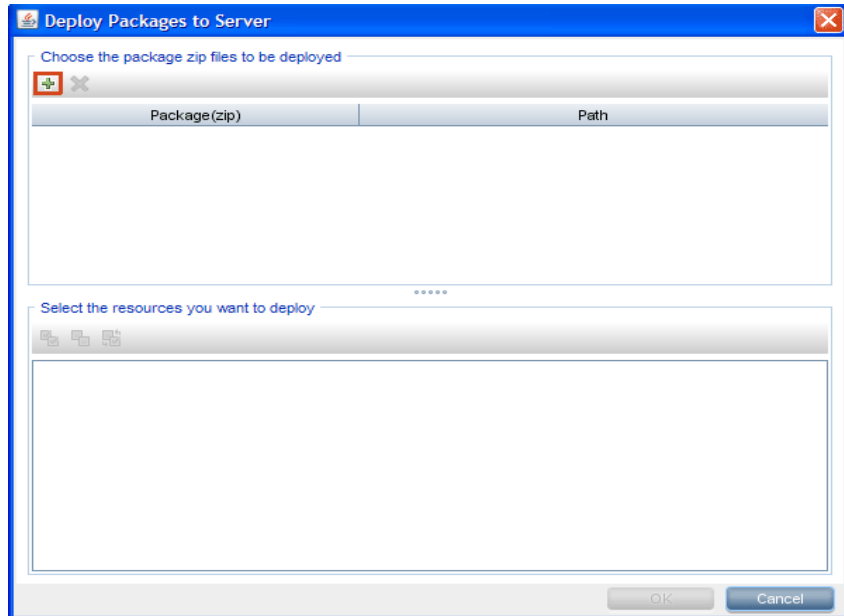 Deploy Packages to Server
Choose the package zip files to be deployed
Package(zip) Path
Select the resources you want to deploy
OK Cancel